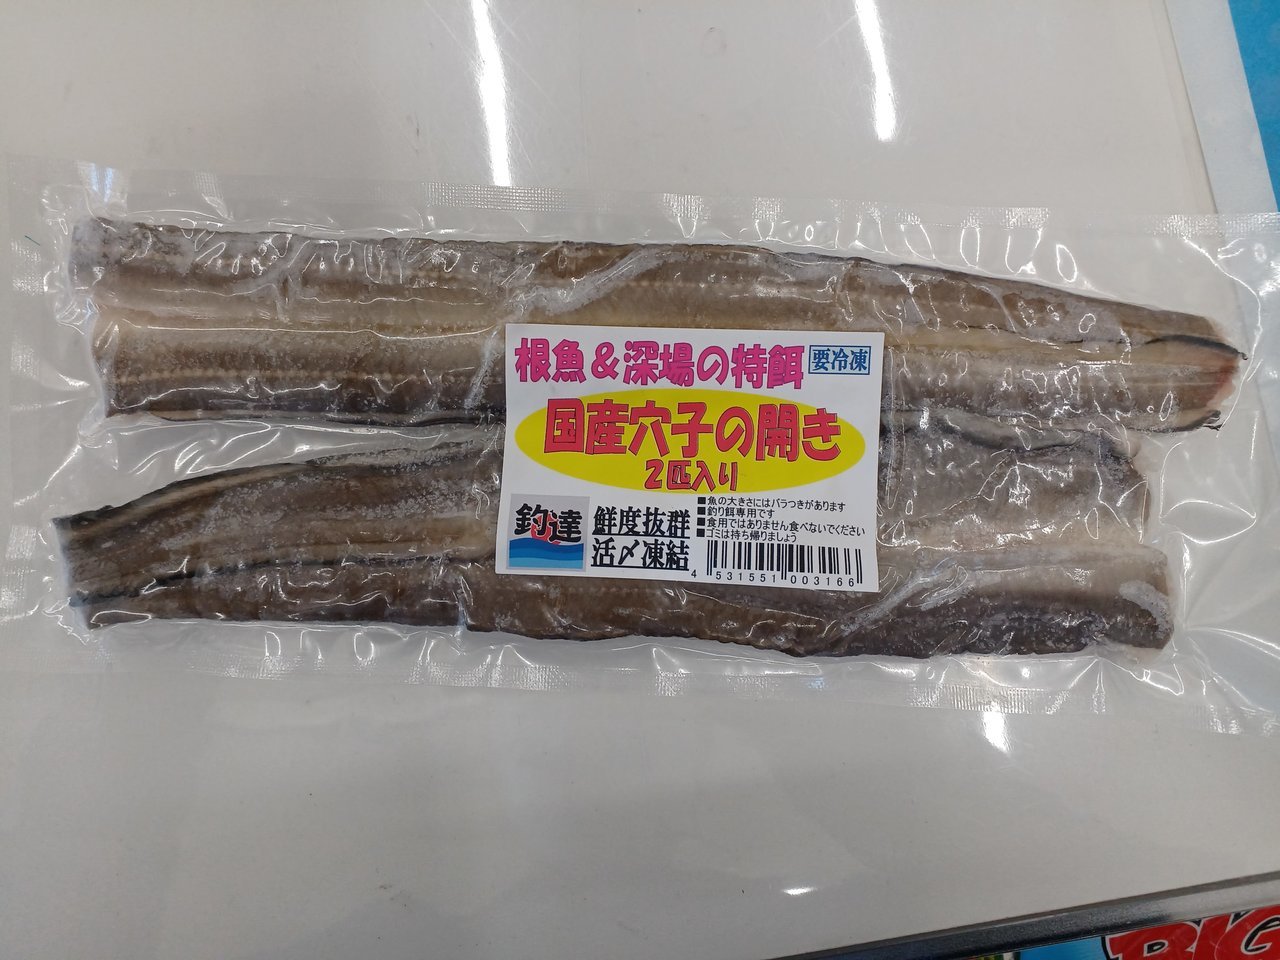 根魚＆深場の特餌
要冷凍
国産穴子の開き
2匹入り
釣達
鮮度抜群
活〆凍結
■魚の大きさにはバラつきがあります
■釣り餌専用です
■食用ではありません食べないでください
■ゴミは持ち帰りましょう
4 531551 003166
BIG